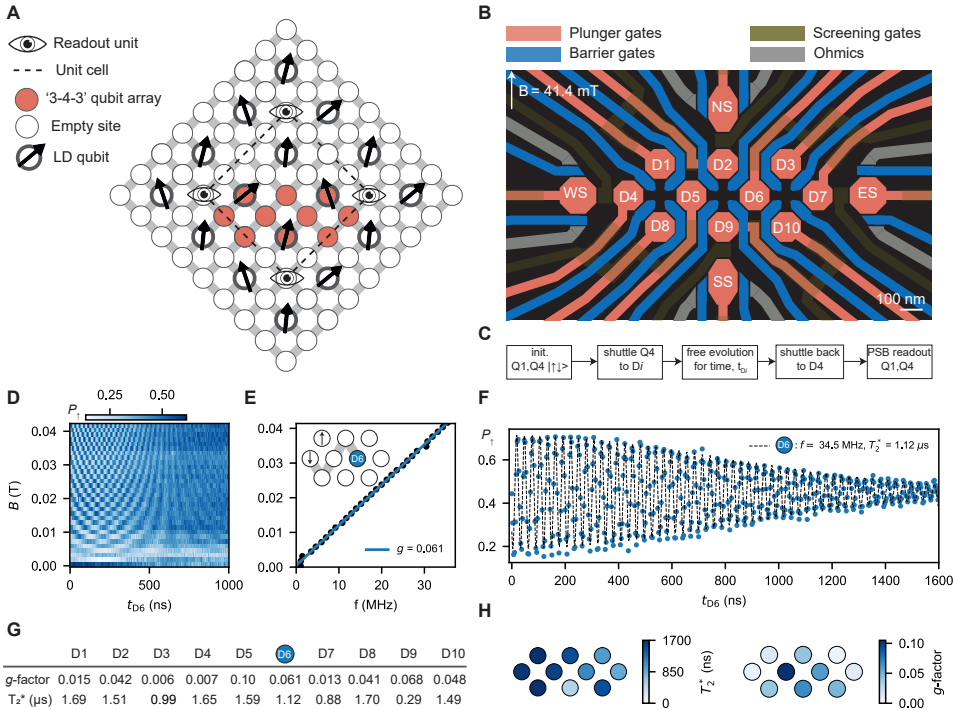 A
Readout unit
Unit cell
'3-4-3' qubit array
Empty site
LD qubit
B
Plunger gates
Screening gates
Barrier gates
Ohmics
B = 41.4 mT
NS
D1 D2 D3
WS D4 D5 D6 D7 ES
D8 D9 D10
SS
100 nm
C
init.
Q1,Q4 |↑↓>
shuttle Q4
to Di
free evolution
for time, t_Di
shuttle back
to D4
PSB readout
Q1,Q4
D
P↑
0.25 0.50
B (T)
0.04
0.03
0.02
0.01
0.00
0 500 1000
t_D6 (ns)
E
0.04
0.03
0.02
0.01
0.00
↑
↓
D6
g = 0.061
0 10 20 30
f (MHz)
F
P↑
D6 : f = 34.5 MHz, T₂* = 1.12 μs
0.6
0.4
0.2
0 200 400 600 800 1000 1200 1400 1600
t_D6 (ns)
G
D1 D2 D3 D4 D5 D6 D7 D8 D9 D10
g-factor 0.015 0.042 0.006 0.007 0.10 0.061 0.013 0.041 0.068 0.048
T₂* (μs) 1.69 1.51 0.99 1.65 1.59 1.12 0.88 1.70 0.29 1.49
H
1700
850
0
T₂* (ns)
0.10
0.05
0.00
g-factor